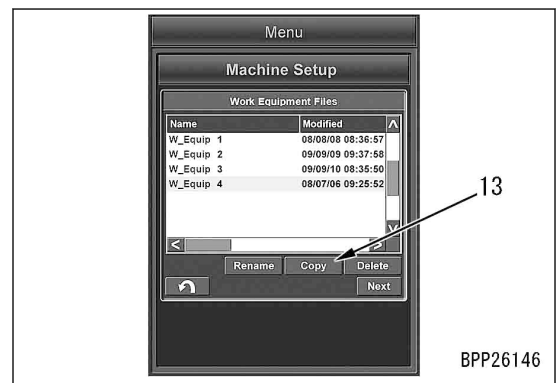 Menu
Machine Setup
Work Equipment Files
Name Modified
W_Equip 1 08/08/08 08:36:57
W_Equip 2 09/09/09 09:37:58
W_Equip 3 09/09/10 08:35:50
W_Equip 4 08/07/06 09:25:52
13
Rename Copy Delete
Next
BPP26146